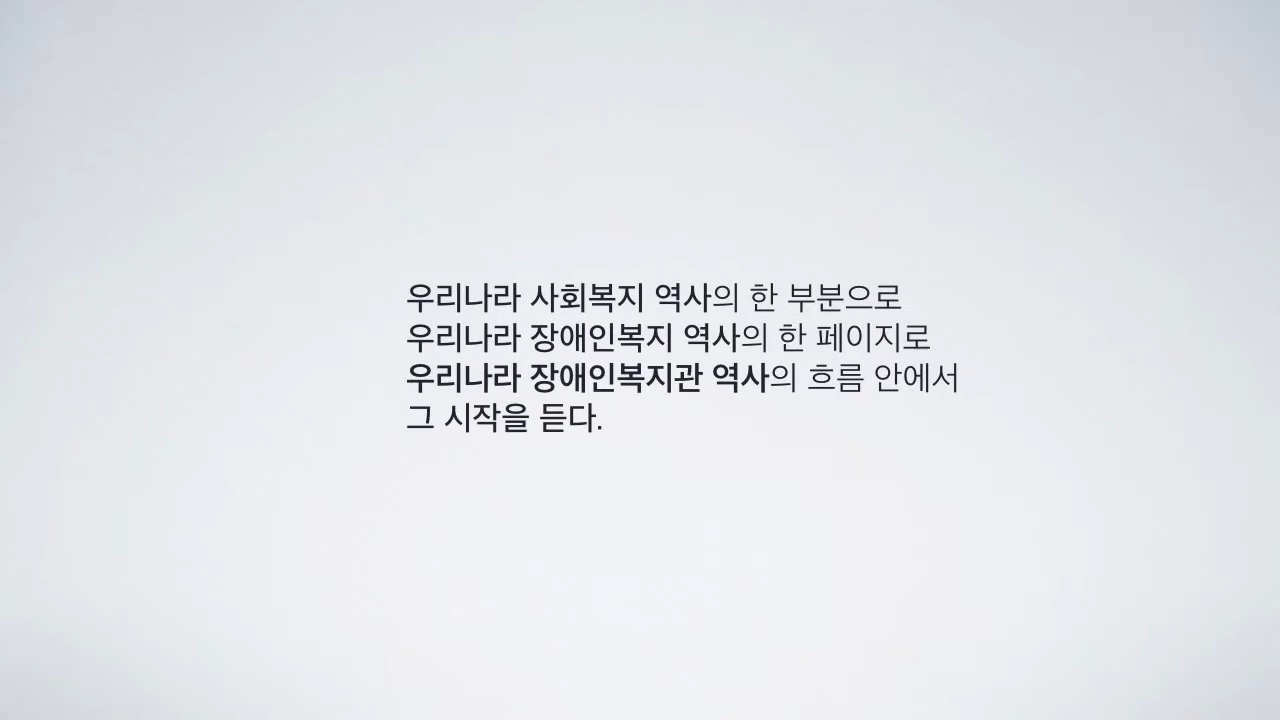 우리나라 사회복지 역사의 한 부분으로
우리나라 장애인복지 역사의 한 페이지로
우리나라 장애인복지관 역사의 흐름 안에서
그 시작을 듣다.